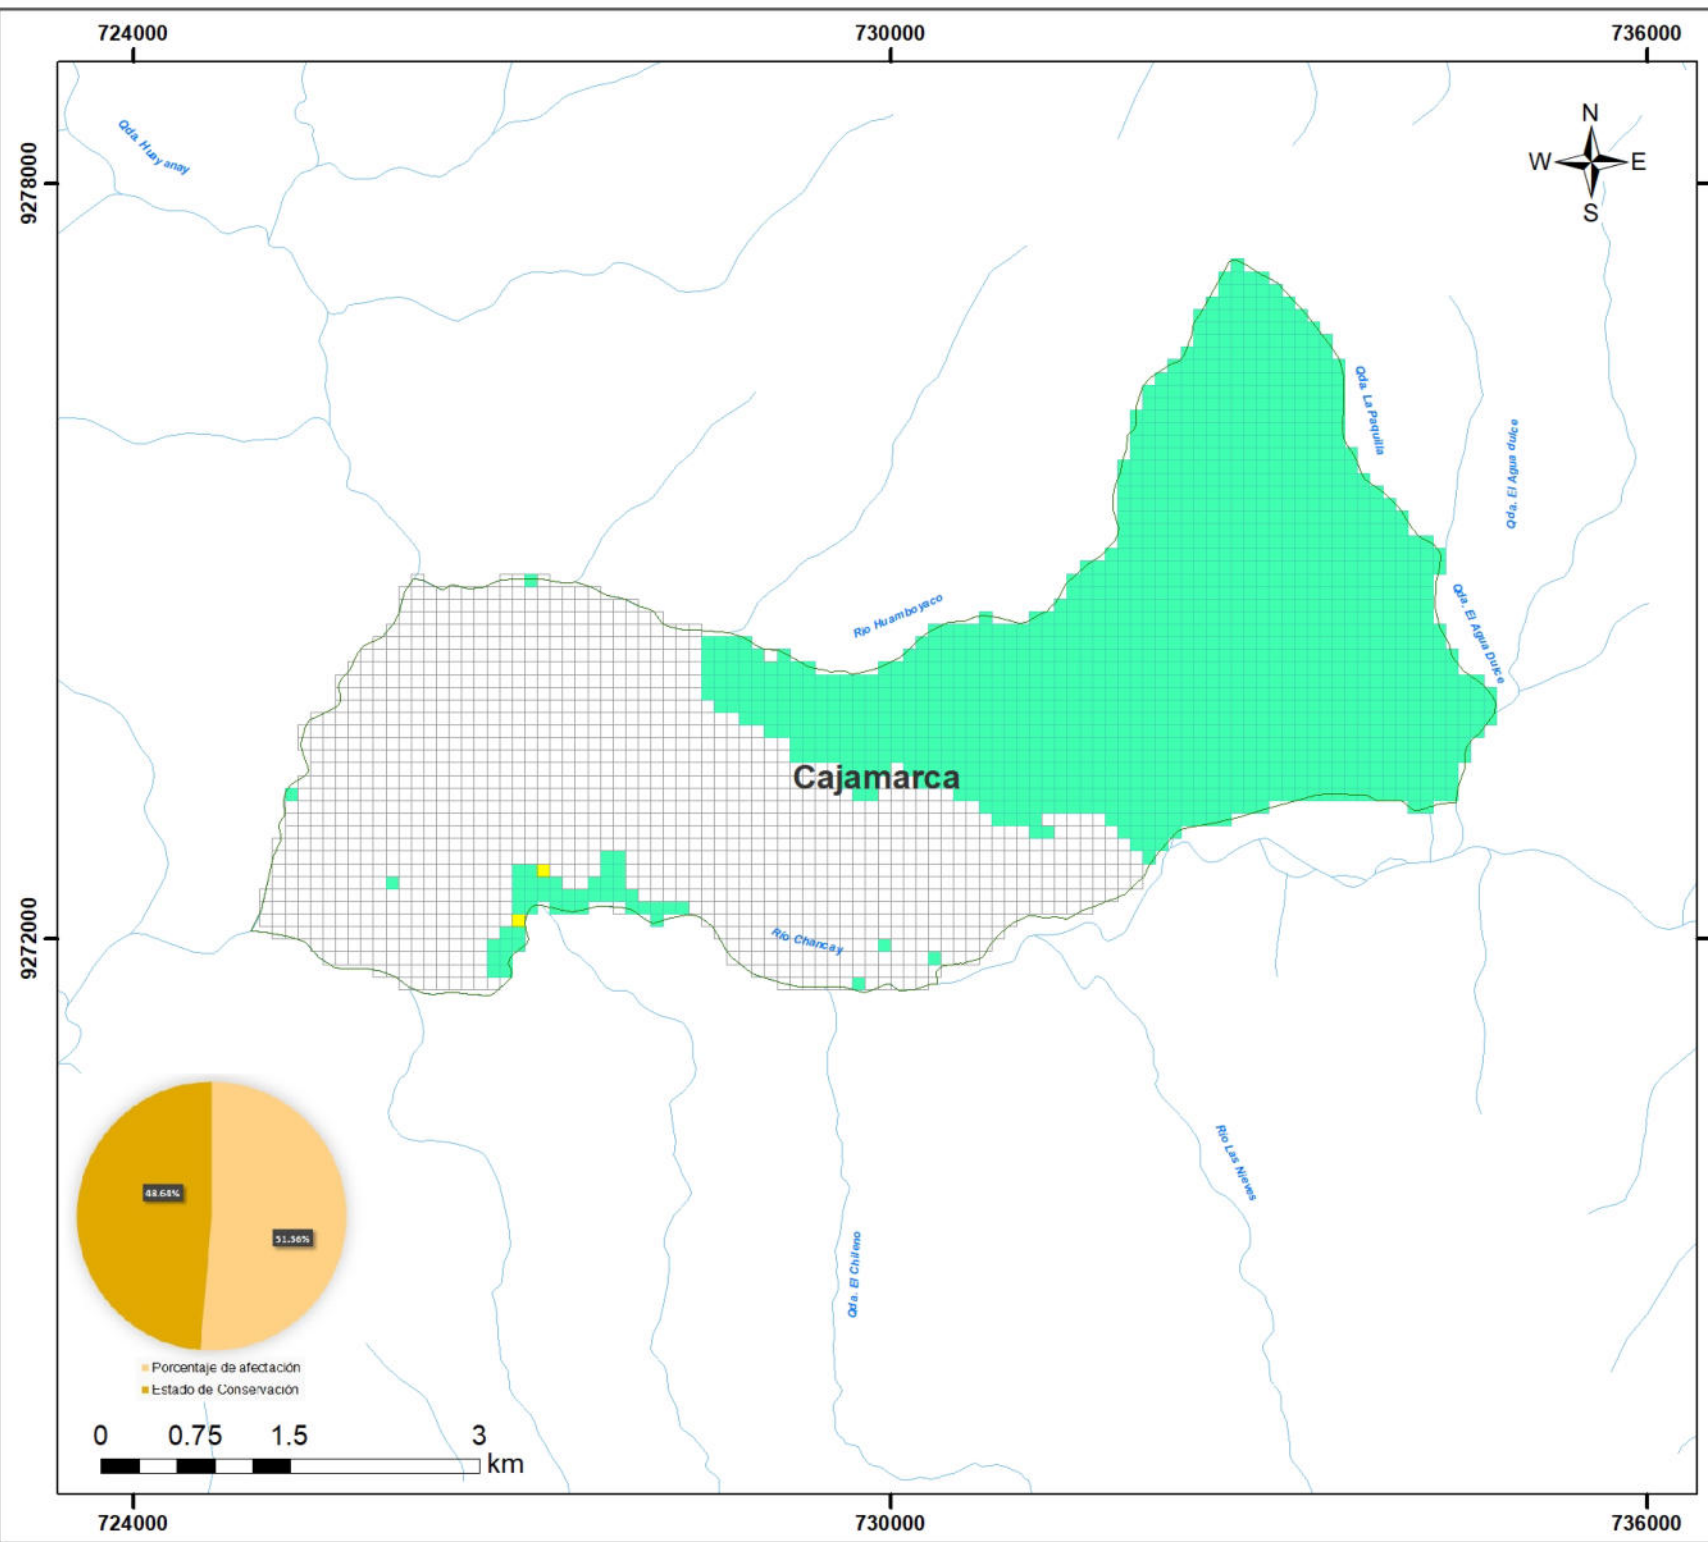 724000
730000
736000
9278000
Qda. Huayanay
N
W
E
S
Qda. La Paquilla
Qda. El Agua dulce
Rio Huamboyaco
Qda. El Agua Dulce
Cajamarca
9272000
Rio Chancay
48.64%
51.36%
Rio Las Nieves
Qda. El Chileno
Porcentaje de afectación
Estado de Conservación
0 0.75 1.5 3
km
724000
730000
736000